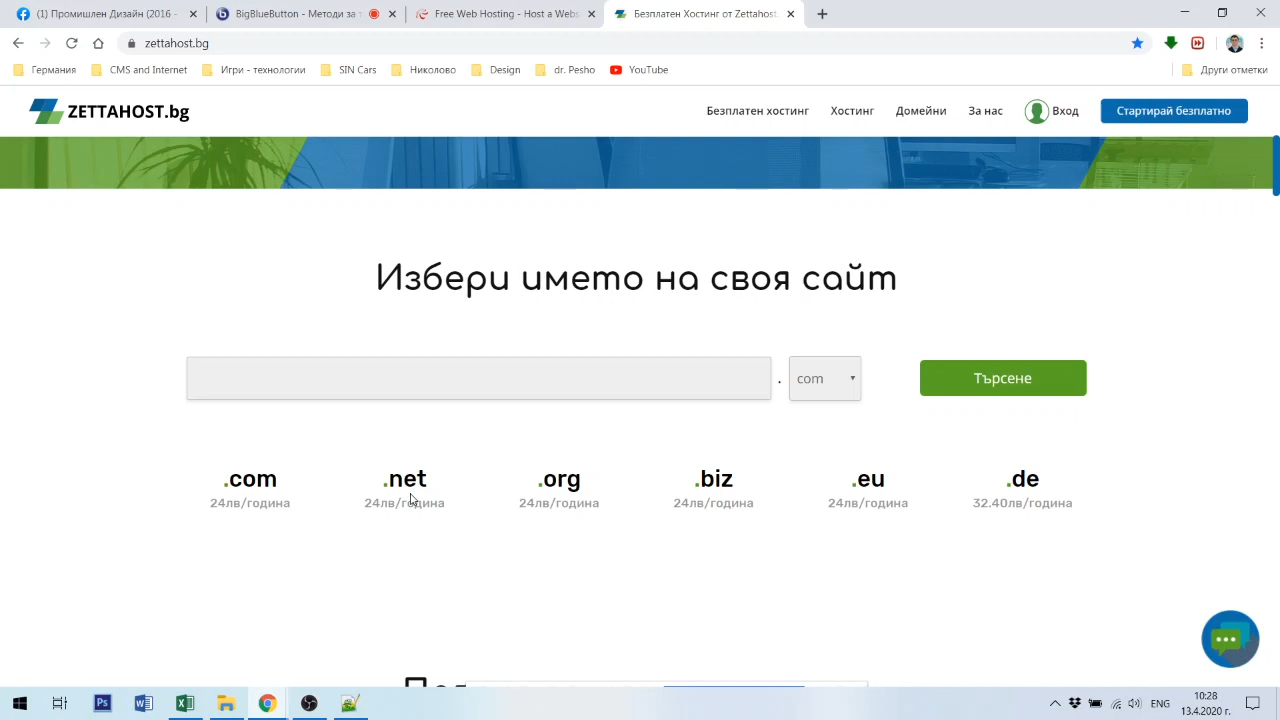 Промишлен Дизайн (2016 -
BigBlueButton - Методи за т
Free Web Hosting - Host a Webs
Безплатен Хостинг от Zettahost.
zettahost.bg
Германия
CMS and Internet
Игри - технологии
SIN Cars
Николово
Design
dr. Pesho
YouTube
Други отметки
ZETTAHOST.bg
Безплатен хостинг
Хостинг
Домейни
За нас
Вход
Стартирай безплатно
Избери името на своя сайт
.
com
Търсене
.com
.net
.org
.biz
.eu
.de
24лв/година
24лв/година
24лв/година
24лв/година
24лв/година
32.40лв/година
ENG
10:28
13.4.2020 г.